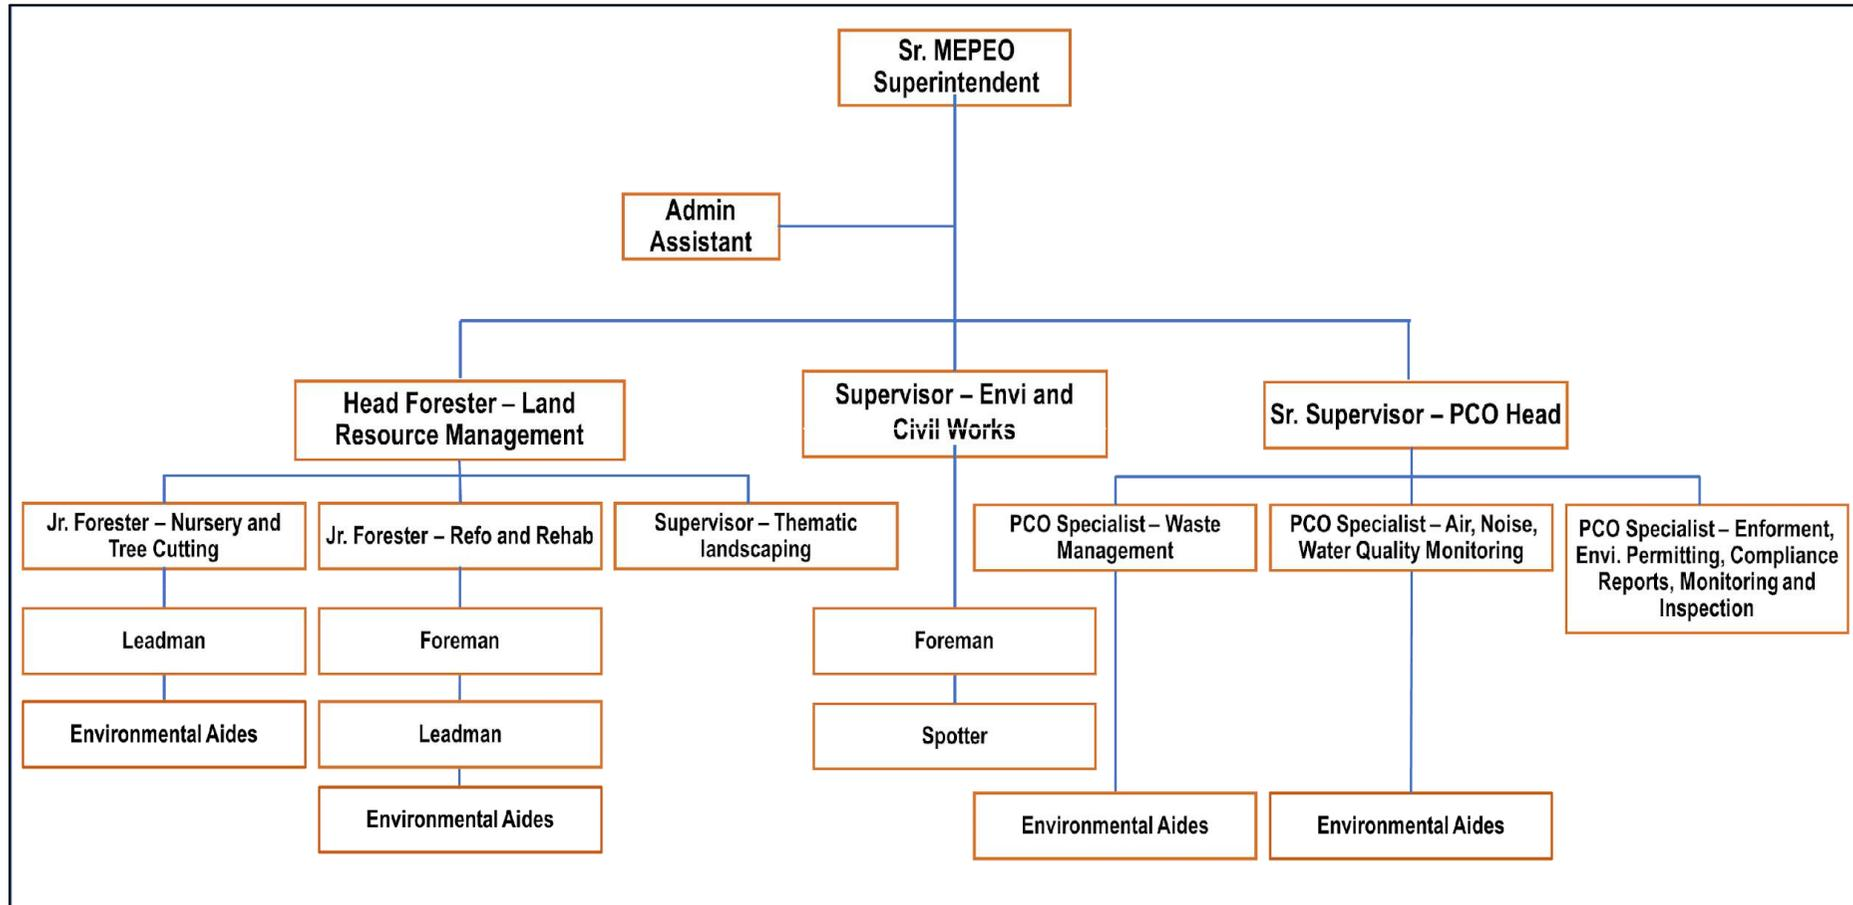 Sr. MEPEO
Superintendent
Admin
Assistant
Head Forester – Land
Resource Management
Supervisor – Envi and
Civil Works
Sr. Supervisor – PCO Head
Jr. Forester – Nursery and
Tree Cutting
Jr. Forester – Refo and Rehab
Supervisor – Thematic
landscaping
PCO Specialist – Waste
Management
PCO Specialist – Air, Noise,
Water Quality Monitoring
PCO Specialist – Enforment,
Envi. Permitting, Compliance
Reports, Monitoring and
Inspection
Leadman
Foreman
Foreman
Environmental Aides
Leadman
Spotter
Environmental Aides
Environmental Aides
Environmental Aides